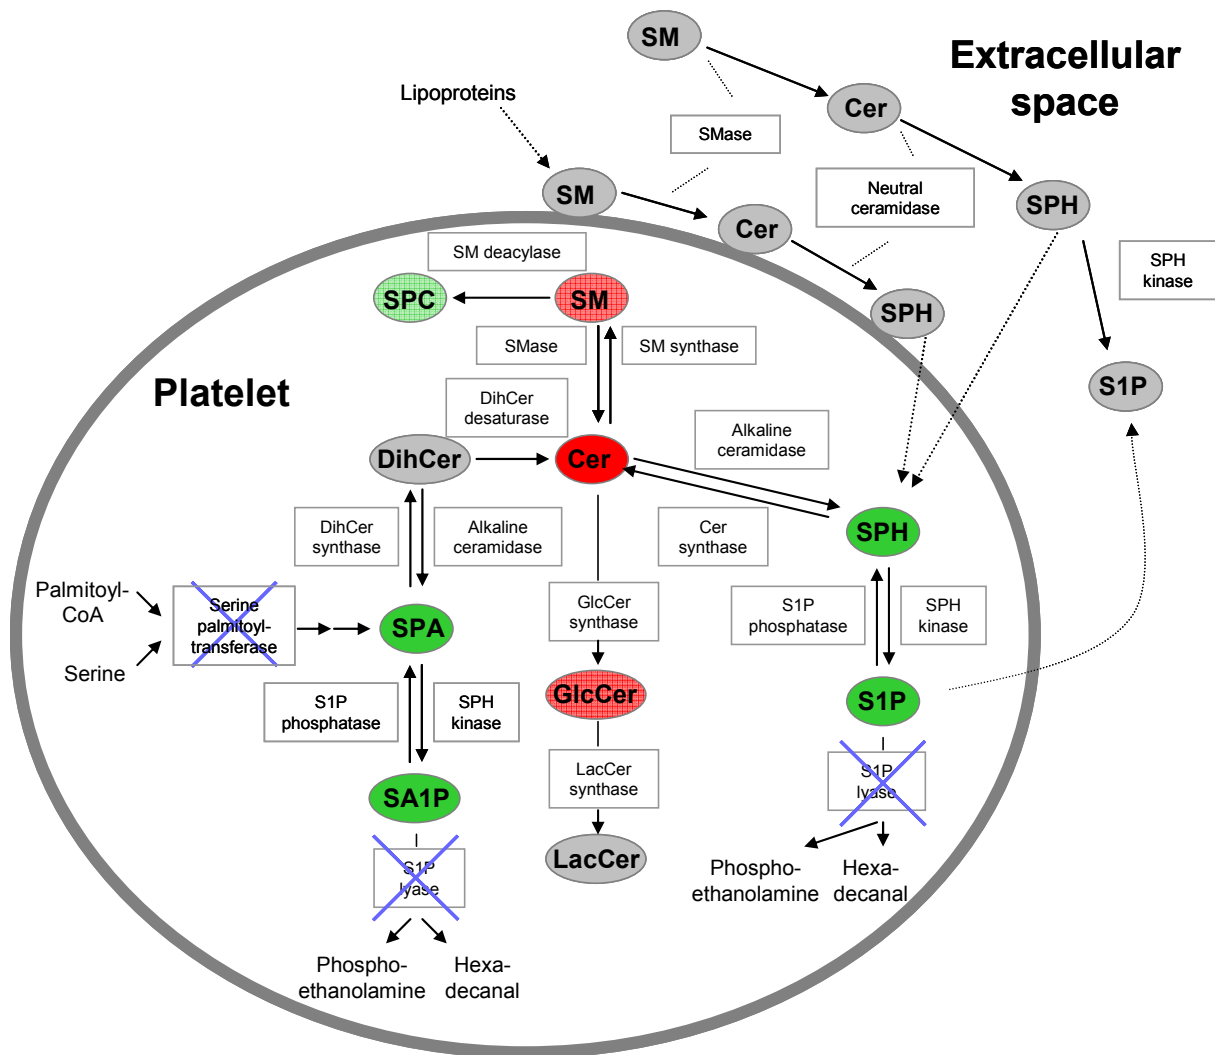 SM
Extracellular
space
Lipoproteins
Cer
SMase
Neutral
ceramidase
SM
SPH
Cer
SM deacylase
SPH
kinase
SPC
SM
SPH
SMase
SM synthase
Platelet
S1P
DihCer
desaturase
Alkaline
ceramidase
DihCer
Cer
SPH
DihCer
synthase
Alkaline
ceramidase
Cer
synthase
Palmitoyl-
CoA
Serine
palmitoyl-
transferase
SPA
GlcCer
synthase
S1P
phosphatase
SPH
kinase
Serine
S1P
phosphatase
SPH
kinase
GlcCer
S1P
SA1P
LacCer
synthase
S1P
lyase
LacCer
S1P
lyase
Phospho-
ethanolamine
Hexa-
decanal
Phospho-
ethanolamine
Hexa-
decanal